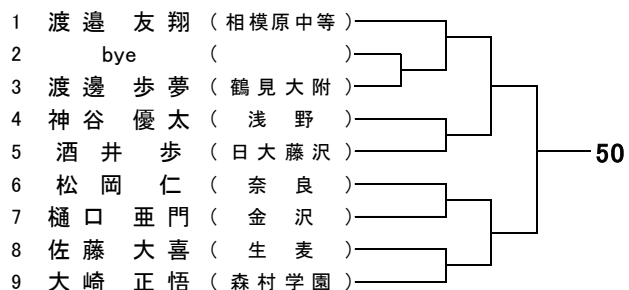 1 渡邉 友翔 (相模原中等)
2 bye ( )
3 渡邊 歩夢 (鶴見大附)
4 神谷 優太 (浅野)
5 酒井 歩 (日大藤沢)
50
6 松岡 仁 (奈良)
7 樋口 亜門 (金沢)
8 佐藤 大喜 (生麦)
9 大崎 正悟 (森村学園)